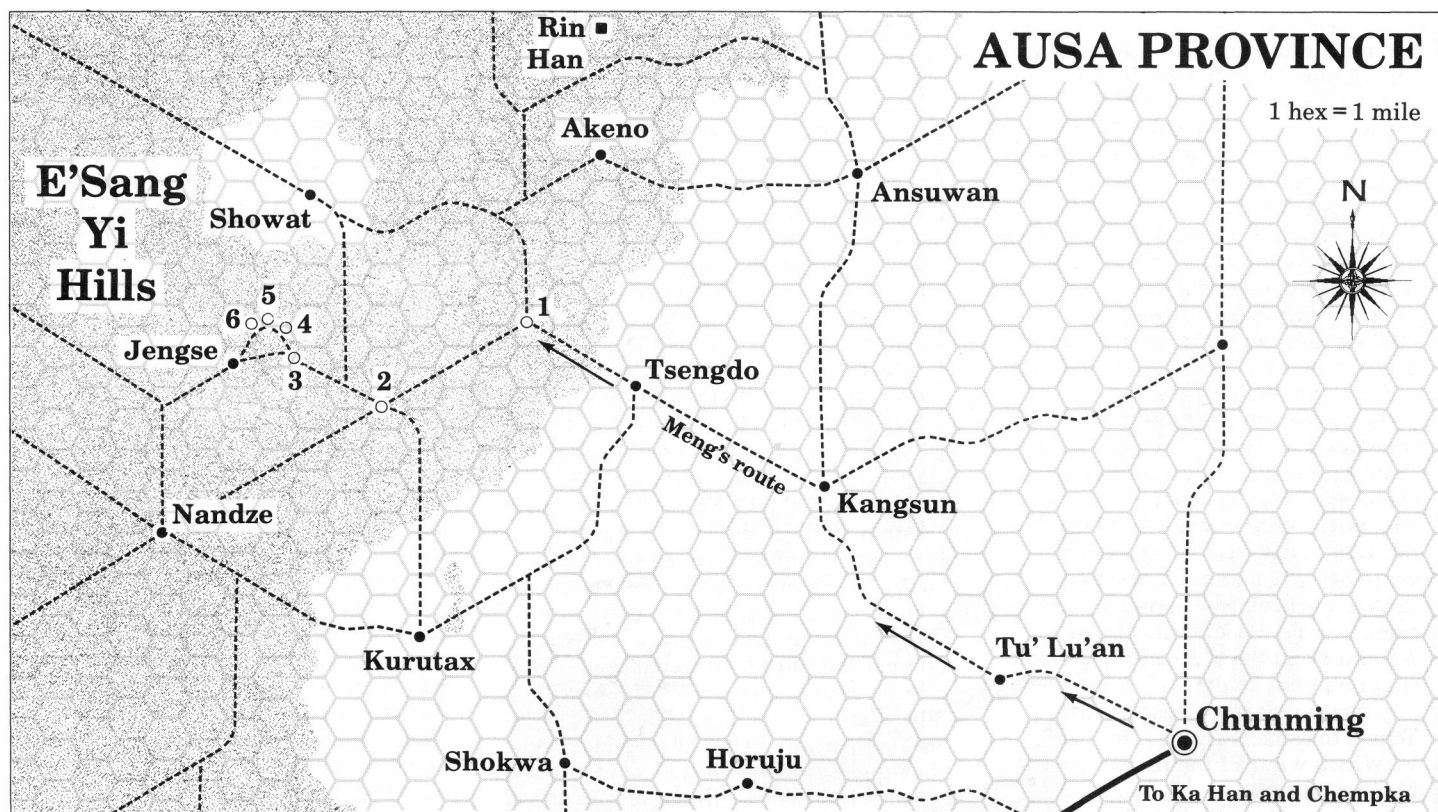 AUSA PROVINCE
1 hex = 1 mile
N
Rin
Han
Akeno
Ansuwan
E'Sang
Yi
Hills
Showat
1
5
6
4
Jengse
3
2
Tsengdo
Meng's route
Kangsun
Nandze
Kurutax
Tu' Lu'an
Chunming
Shokwa
Horuju
To Ka Han and Chempka